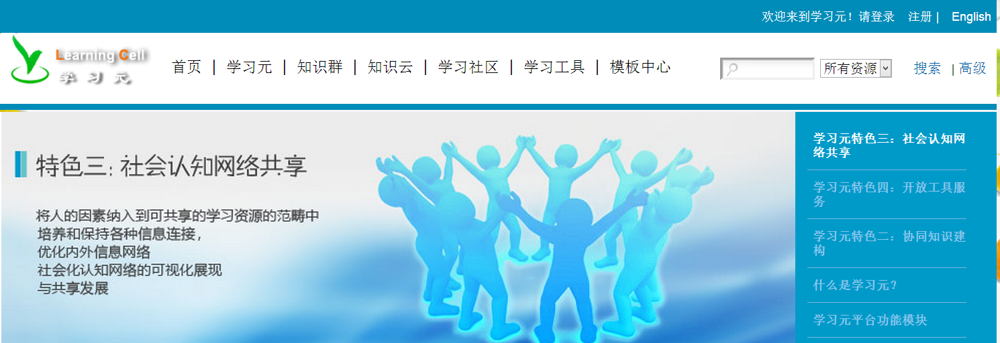 欢迎来到学习元！请登录 注册 | English
Learning Cell
学习元
首页 | 学习元 | 知识群 | 知识云 | 学习社区 | 学习工具 | 模板中心
所有资源 搜索 | 高级
特色三：社会认知网络共享
将人的因素纳入到可共享的学习资源的范畴中
培养和保持各种信息连接，
优化内外信息网络
社会化认知网络的可视化展现
与共享发展
学习元特色三：社会认知网
络共享
学习元特色四：开放工具服
务
学习元特色二：协同知识建
构
什么是学习元？
学习元平台功能模块